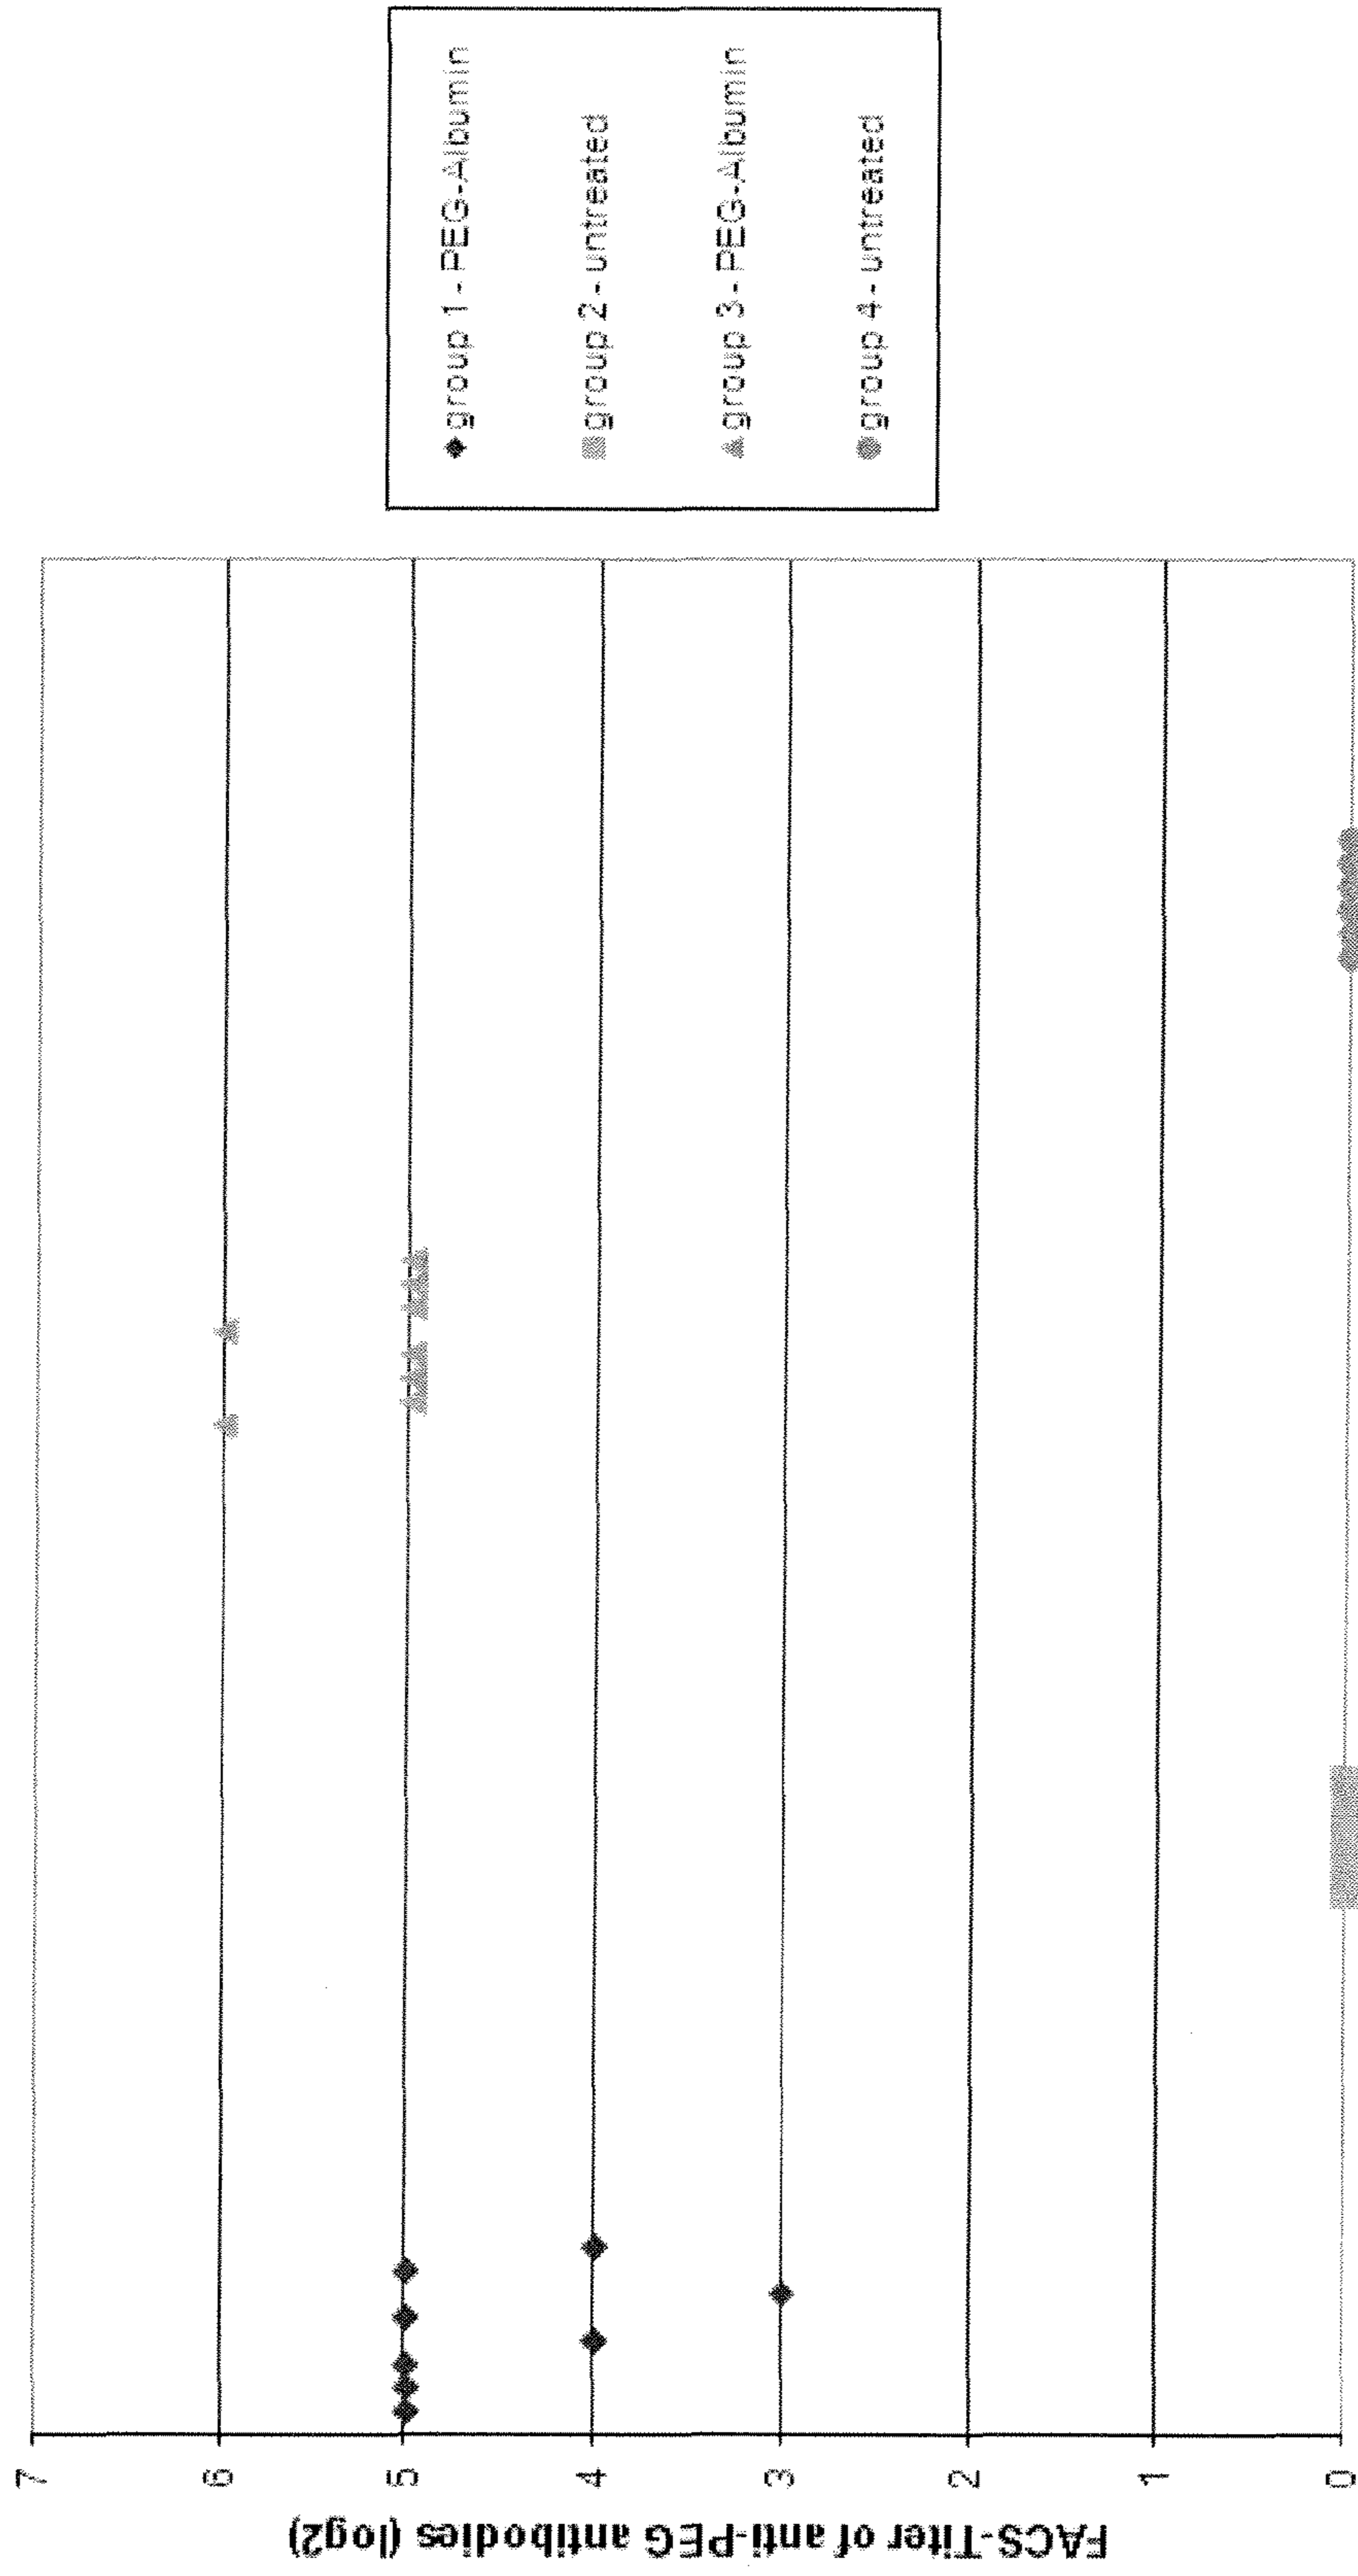 FACS-Titer of anti-PEG antibodies (log2)
7
6
5
4
3
2
1
0
group 1 - PEG-Albumin
group 2 - untreated
group 3 - PEG-Albumin
group 4 - untreated